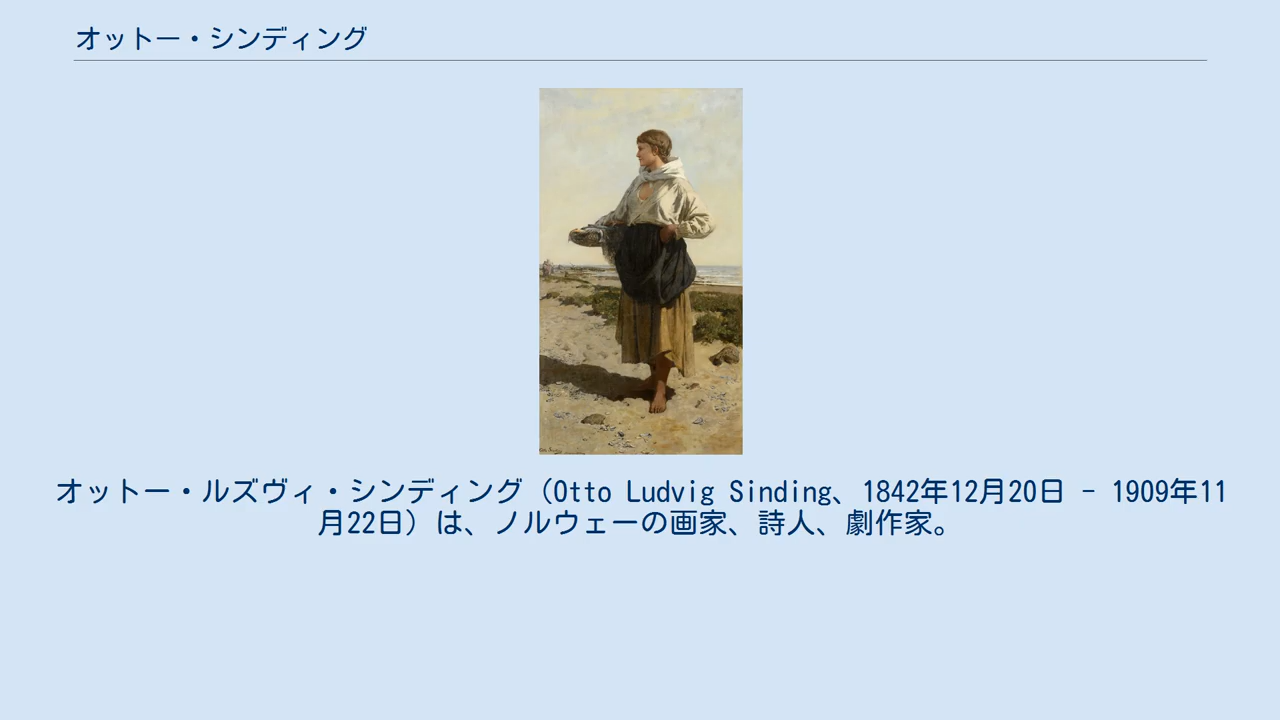 オットー・シンディング
オットー・ルズヴィ・シンディング（Otto Ludvig Sinding、1842年12月20日 - 1909年11
月22日）は、ノルウェーの画家、詩人、劇作家。